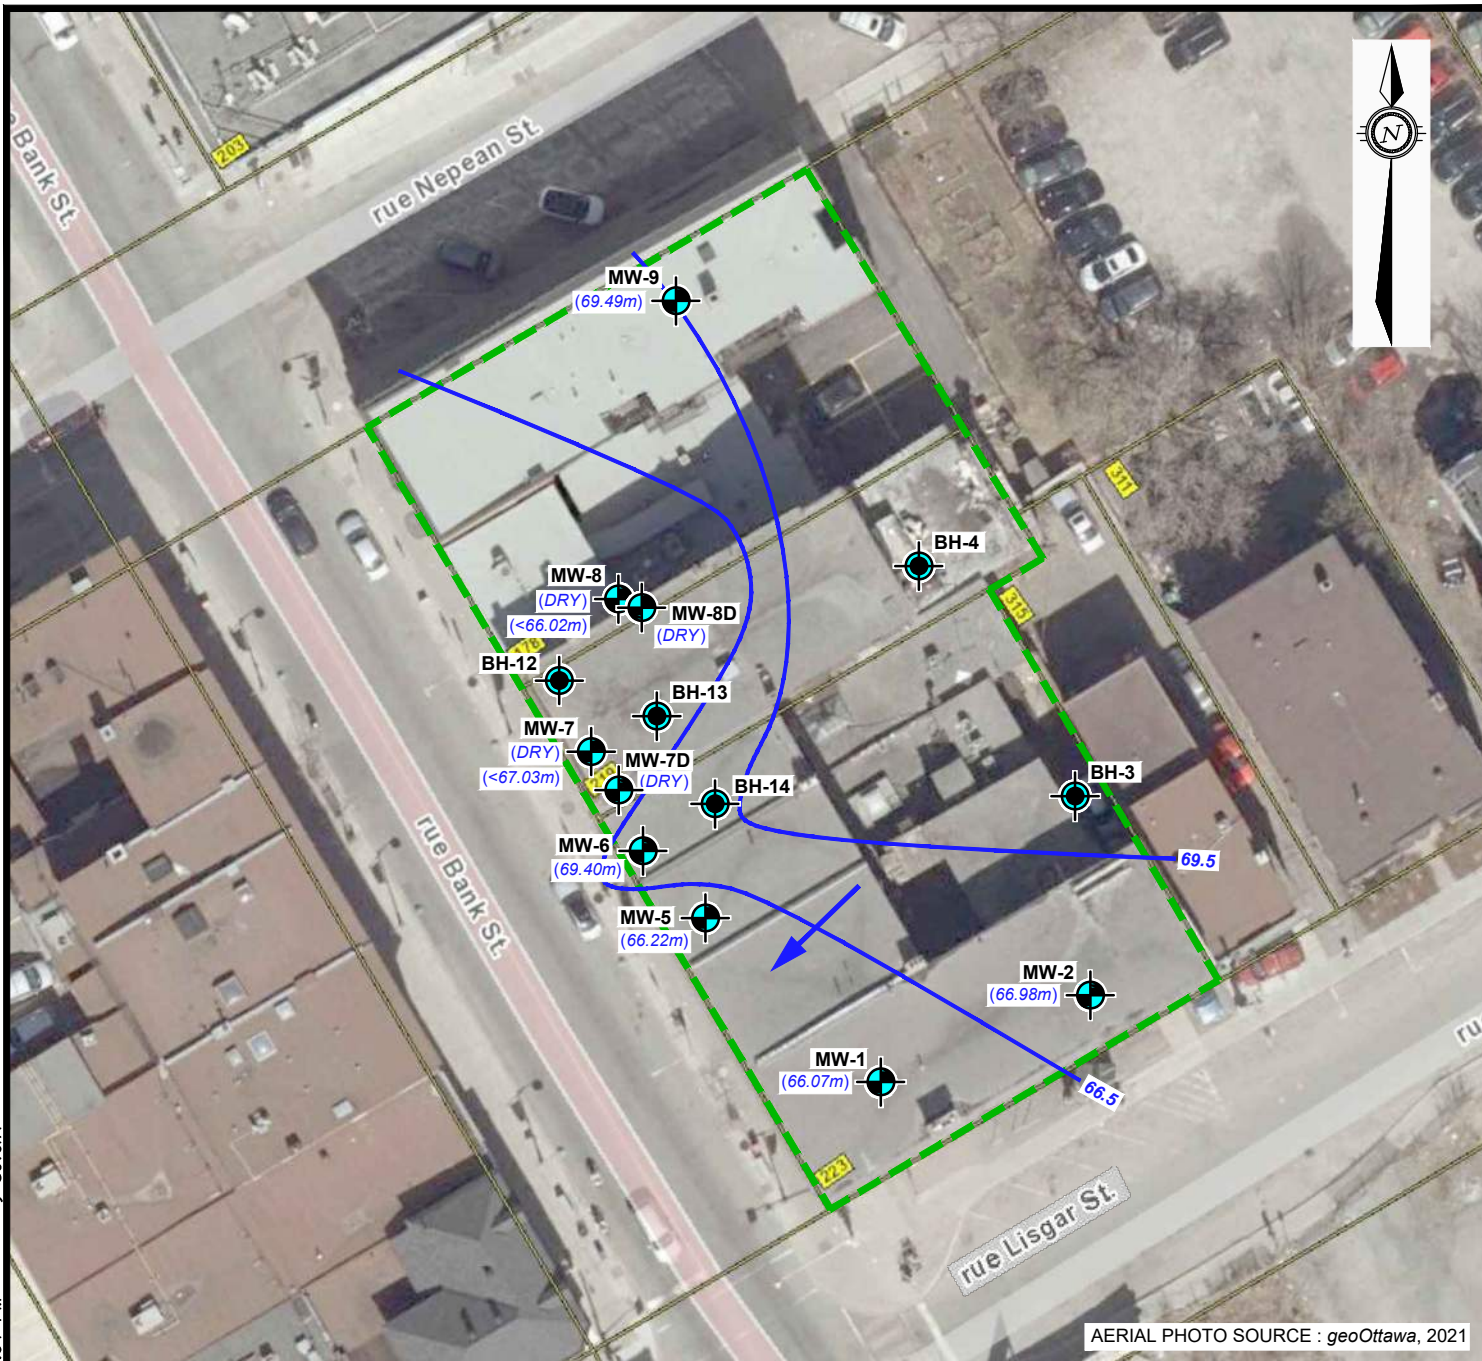 203
rue Nepean St.
Bank St.
N
MW-9
(69.49m)
311
BH-4
MW-8
(DRY)
(<66.02m)
MW-8D
(DRY)
315
178
BH-12
BH-13
MW-7
(DRY)
(<67.03m)
MW-7D
(DRY)
219
BH-14
BH-3
MW-6
(69.40m)
69.5
rue Bank St.
MW-5
(66.22m)
MW-2
(66.98m)
MW-1
(66.07m)
66.5
223
rue Lisgar St.
AERIAL PHOTO SOURCE : geoOttawa, 2021